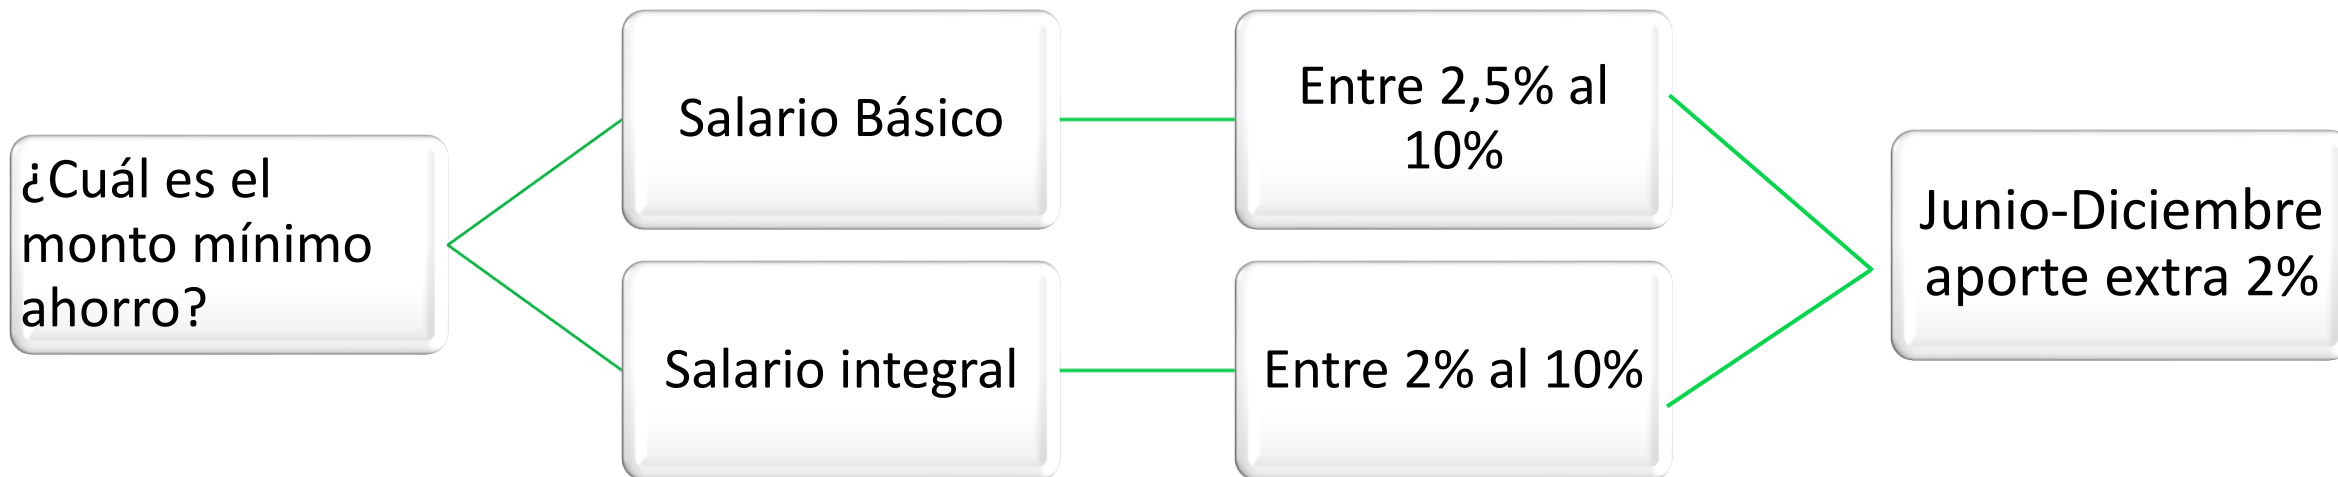 ¿Cuál es el
monto mínimo
ahorro?
Salario Básico
Entre 2,5% al
10%
Salario integral
Entre 2% al 10%
Junio-Diciembre
aporte extra 2%